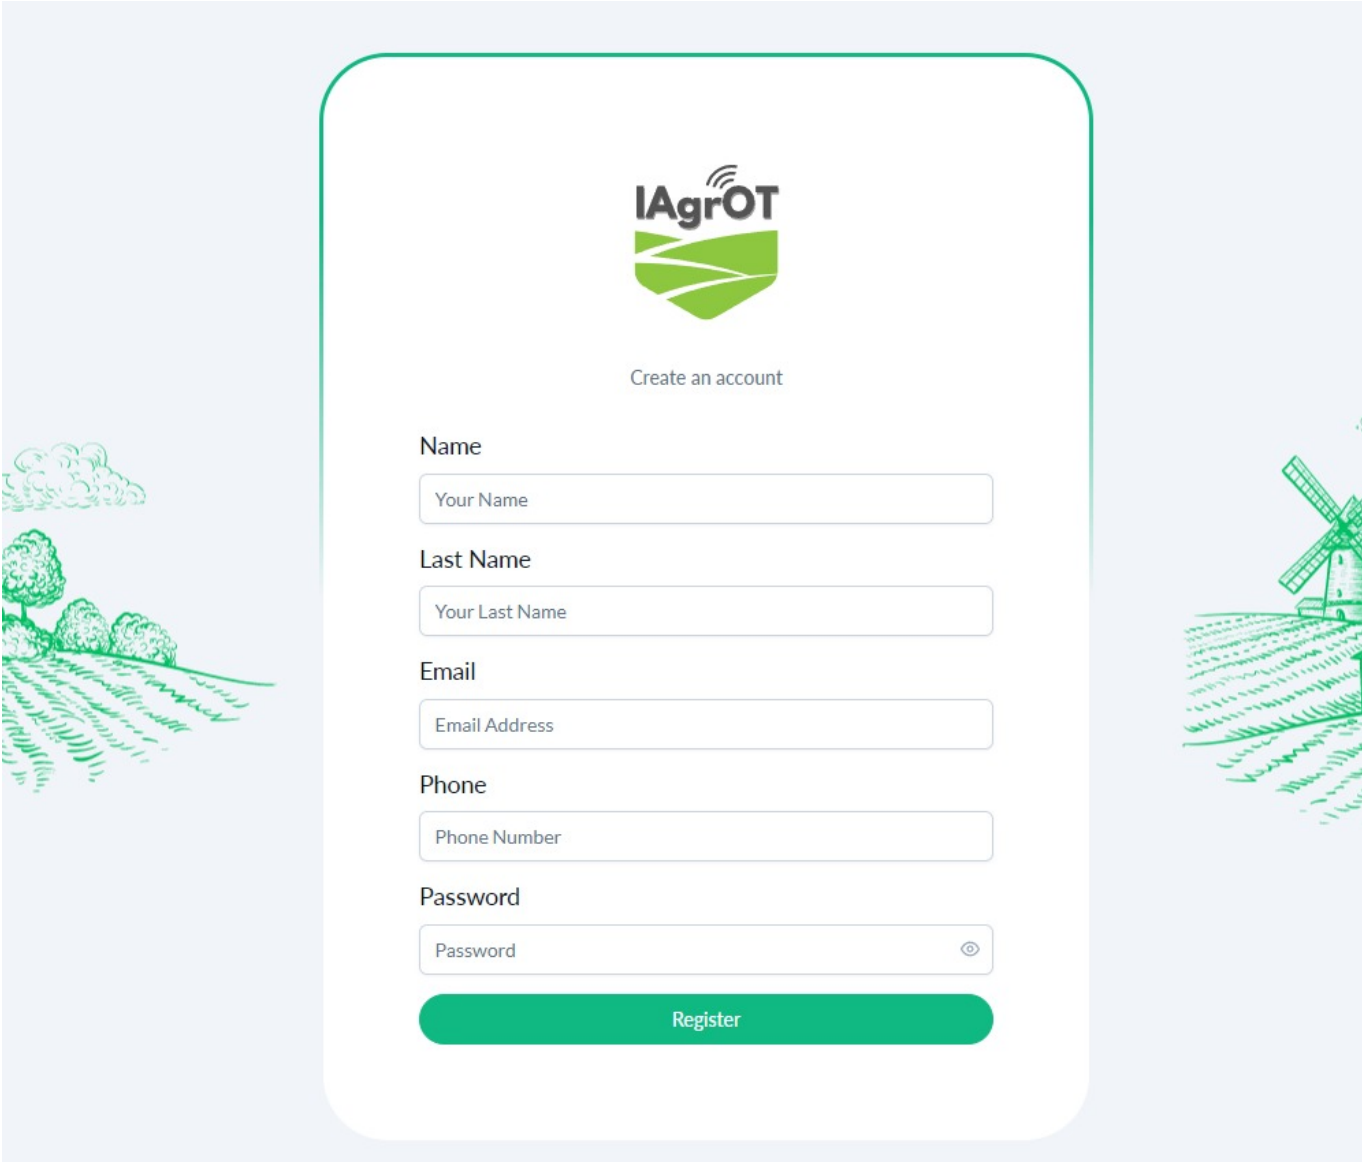 IAgrOT
Create an account
Name
Your Name
Last Name
Your Last Name
Email
Email Address
Phone
Phone Number
Password
Password
Register